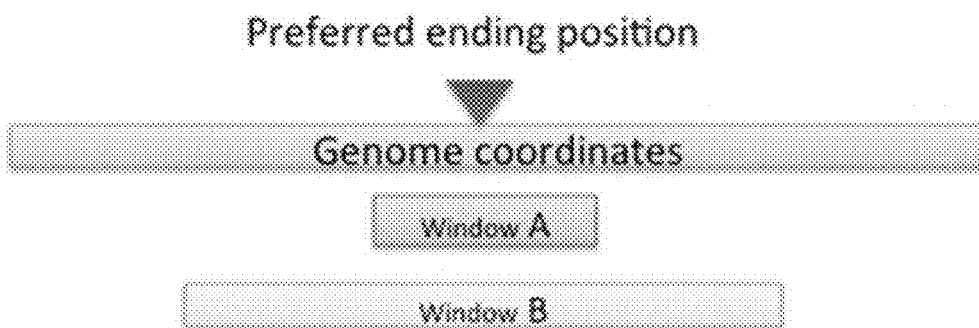 Preferred ending position
Genome coordinates
Window A
Window B